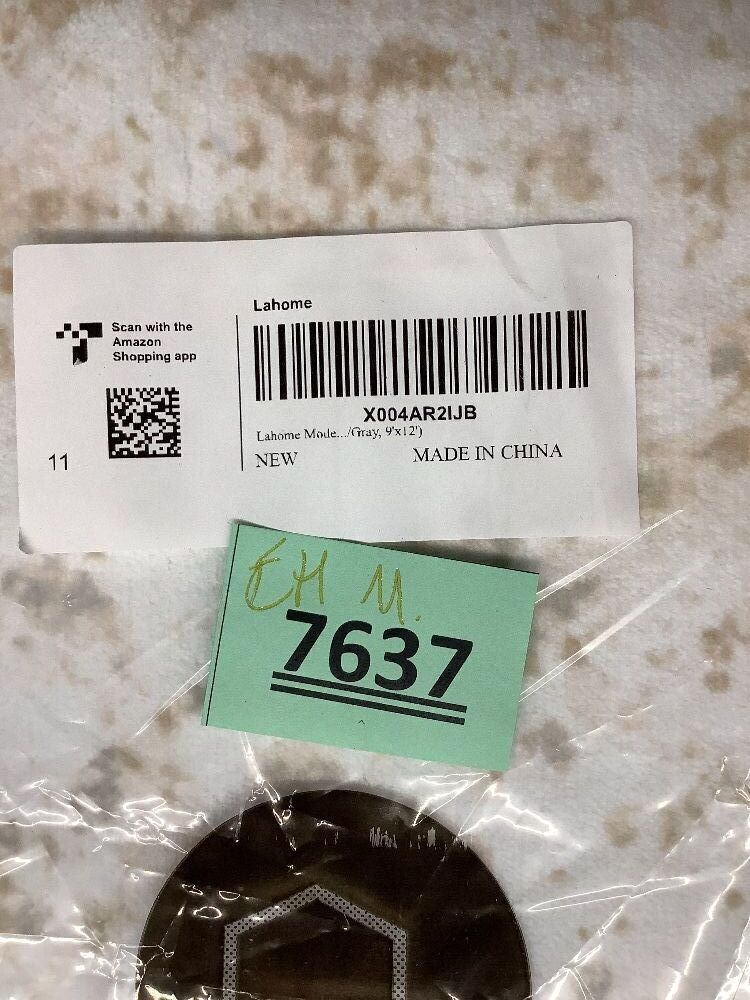 Lahome
Scan with the
Amazon
Shopping app
X004AR2IJB
Lahome Mode.../Gray, 9'x12')
NEW
MADE IN CHINA
11
EH M.
7637